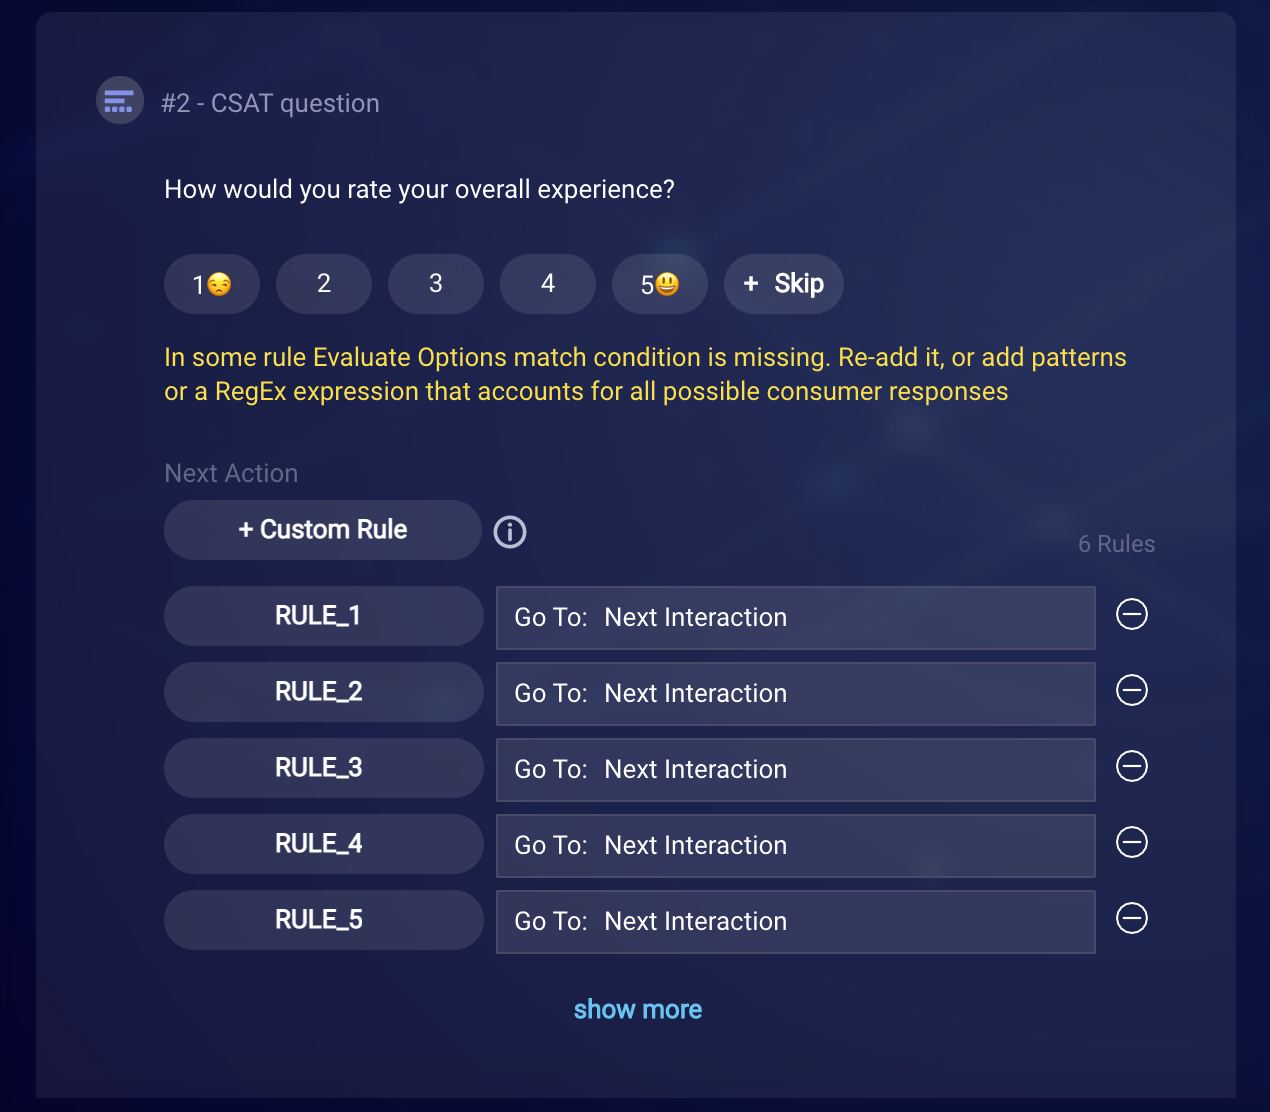 #2 - CSAT question
How would you rate your overall experience?
1😒 2 3 4 5😃 + Skip
In some rule Evaluate Options match condition is missing. Re-add it, or add patterns
or a RegEx expression that accounts for all possible consumer responses
Next Action
+ Custom Rule
6 Rules
RULE_1 Go To: Next Interaction
RULE_2 Go To: Next Interaction
RULE_3 Go To: Next Interaction
RULE_4 Go To: Next Interaction
RULE_5 Go To: Next Interaction
show more